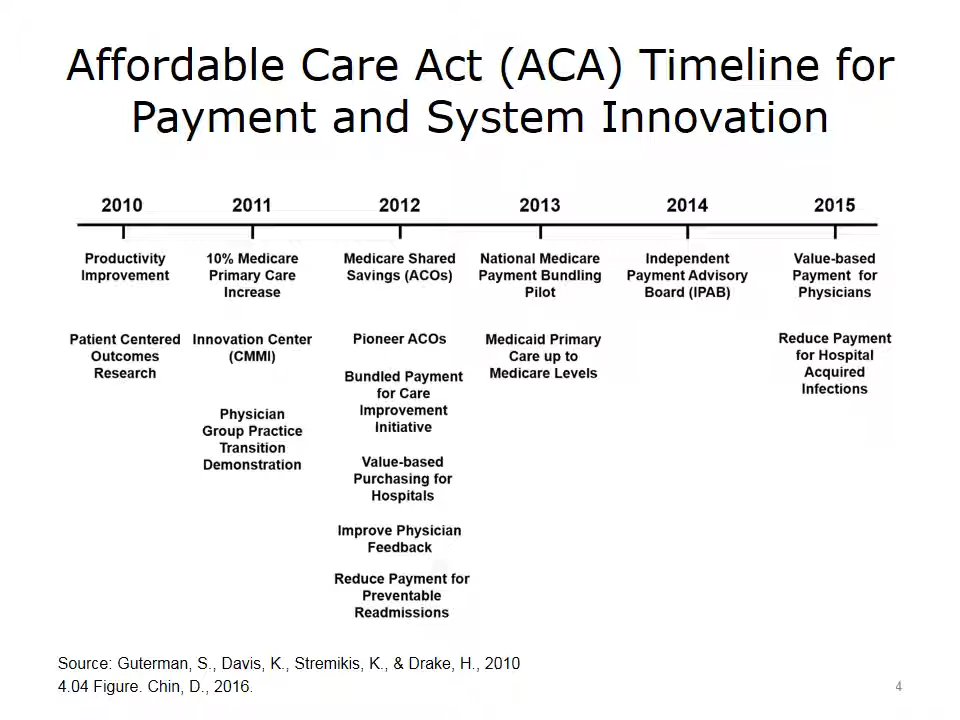 Affordable Care Act (ACA) Timeline for
Payment and System Innovation
2010
2011
2012
2013
2014
2015
Productivity
Improvement
Patient Centered
Outcomes
Research
10% Medicare
Primary Care
Increase
Innovation Center
(CMMI)
Physician
Group Practice
Transition
Demonstration
Medicare Shared
Savings (ACOs)
Pioneer ACOs
Bundled Payment
for Care
Improvement
Initiative
Value-based
Purchasing for
Hospitals
Improve Physician
Feedback
Reduce Payment for
Preventable
Readmissions
National Medicare
Payment Bundling
Pilot
Medicaid Primary
Care up to
Medicare Levels
Independent
Payment Advisory
Board (IPAB)
Value-based
Payment for
Physicians
Reduce Payment
for Hospital
Acquired
Infections
Source: Guterman, S., Davis, K., Stremikis, K., & Drake, H., 2010
4.04 Figure. Chin, D., 2016.
4